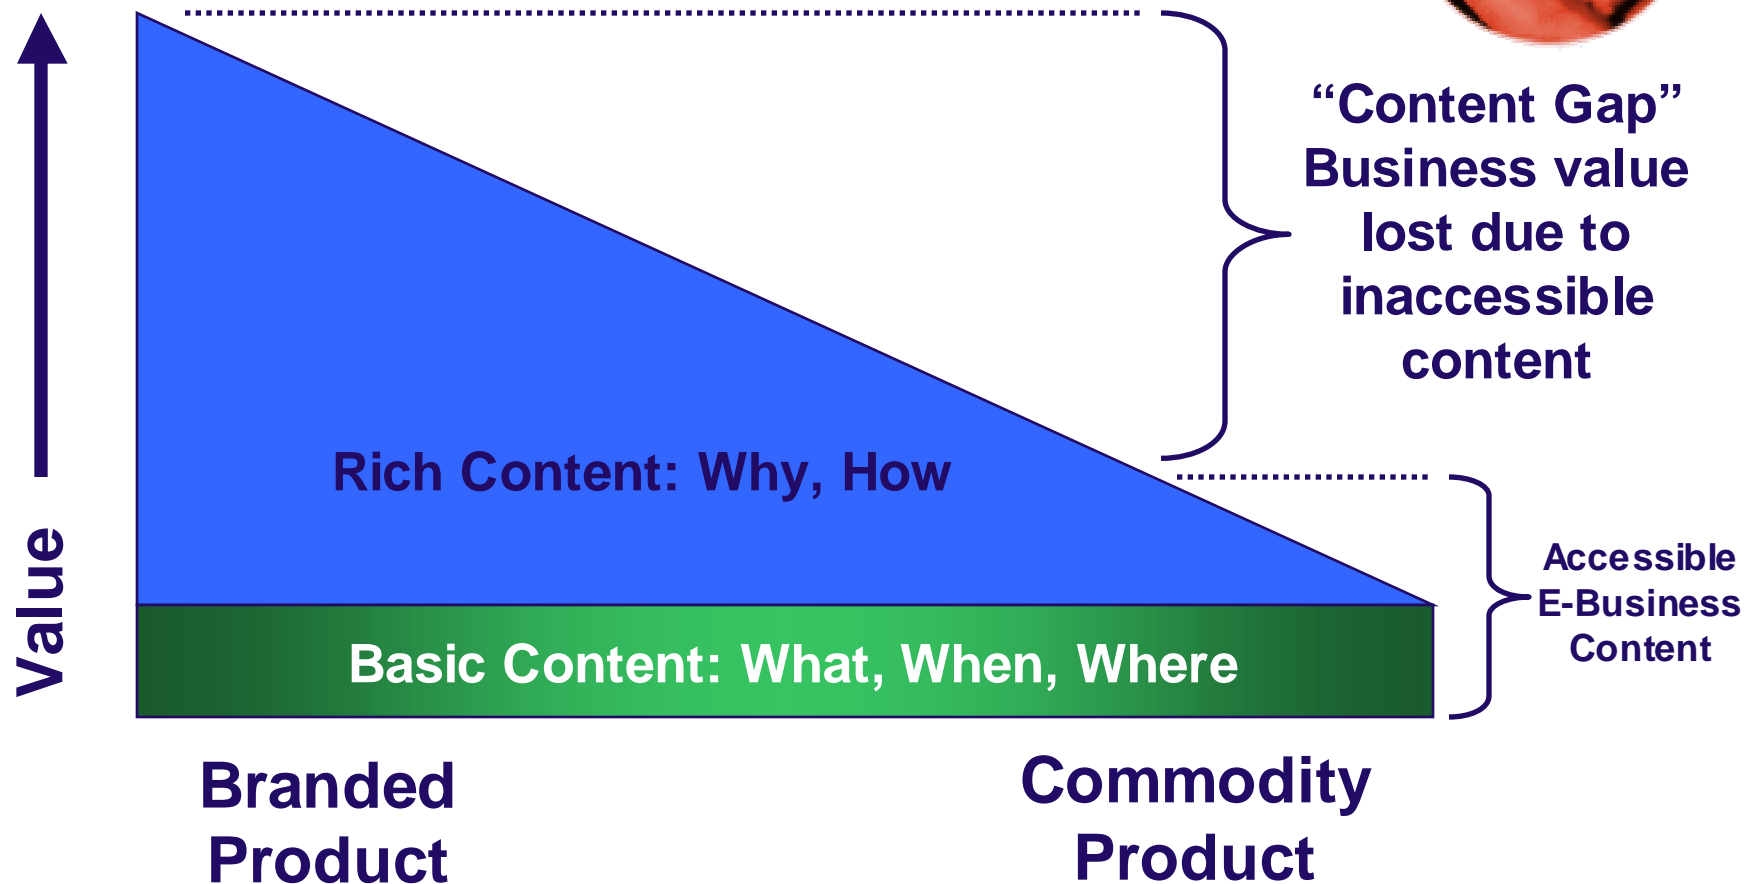 “Content Gap”
Business value
lost due to
inaccessible
content
Rich Content: Why, How
Value
Accessible
E-Business
Content
Basic Content: What, When, Where
Branded
Product
Commodity
Product